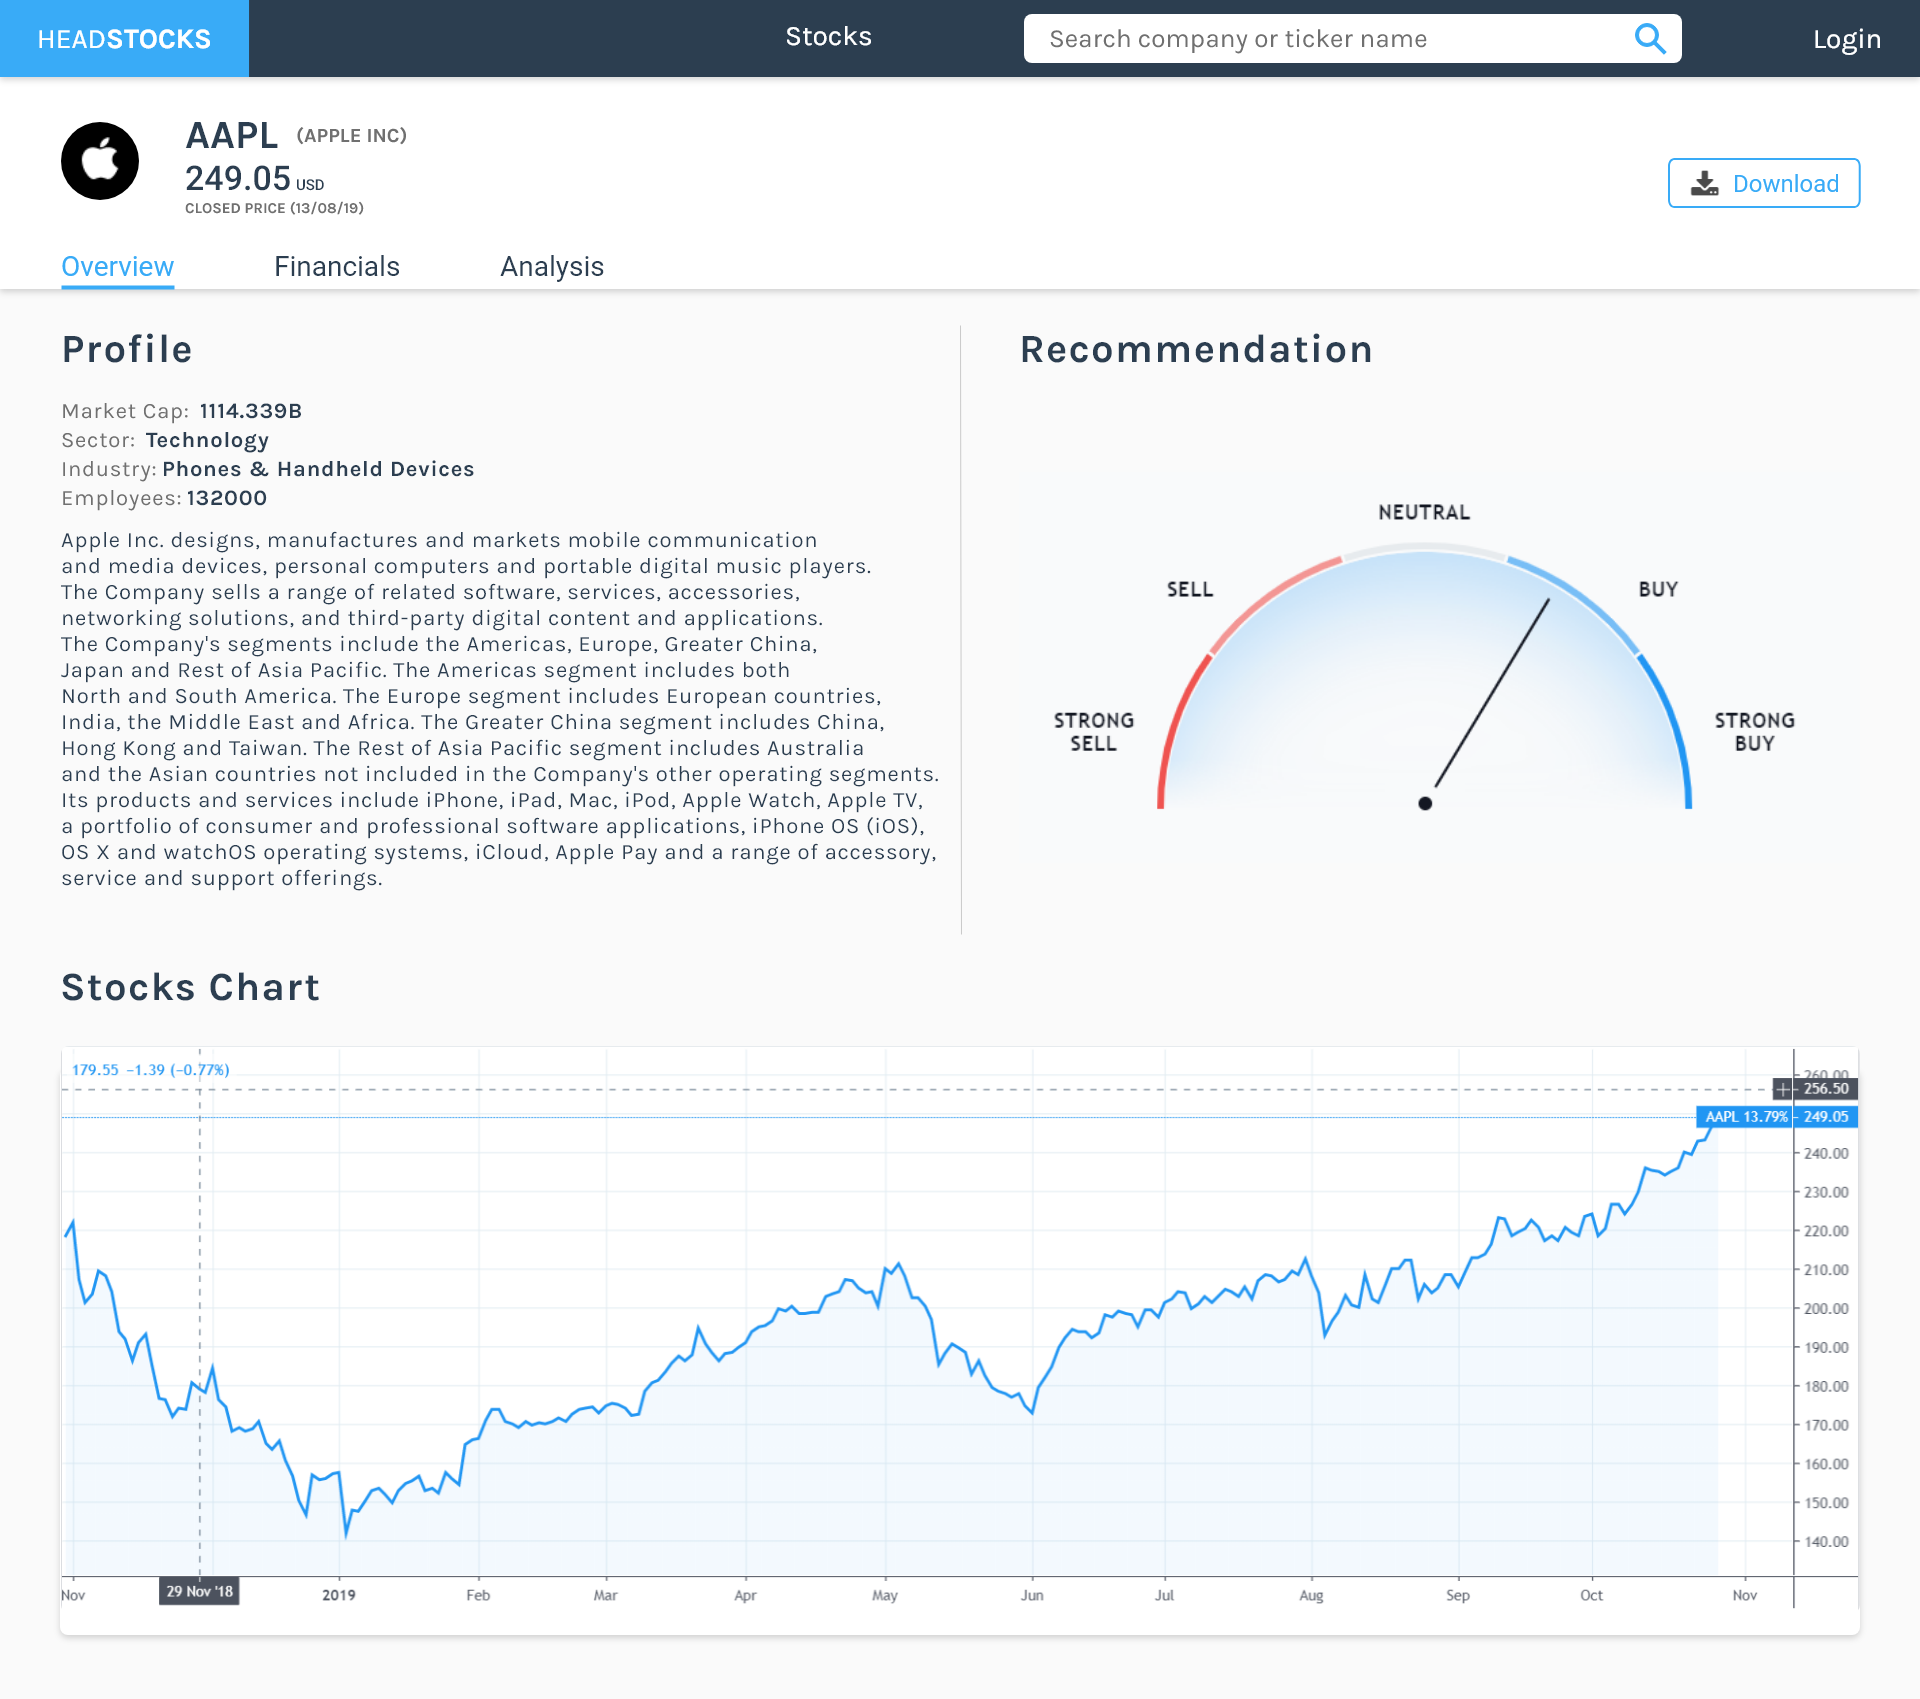 HEADSTOCKS
Stocks
Search company or ticker name
Login
AAPL (APPLE INC)
249.05 USD
CLOSED PRICE (13/08/19)
Download
Overview
Financials
Analysis
Profile
Market Cap: 1114.339B
Sector: Technology
Industry: Phones & Handheld Devices
Employees: 132000
Apple Inc. designs, manufactures and markets mobile communication
and media devices, personal computers and portable digital music players.
The Company sells a range of related software, services, accessories,
networking solutions, and third-party digital content and applications.
The Company's segments include the Americas, Europe, Greater China,
Japan and Rest of Asia Pacific. The Americas segment includes both
North and South America. The Europe segment includes European countries,
India, the Middle East and Africa. The Greater China segment includes China,
Hong Kong and Taiwan. The Rest of Asia Pacific segment includes Australia
and the Asian countries not included in the Company's other operating segments.
Its products and services include iPhone, iPad, Mac, iPod, Apple Watch, Apple TV,
a portfolio of consumer and professional software applications, iPhone OS (iOS),
OS X and watchOS operating systems, iCloud, Apple Pay and a range of accessory,
service and support offerings.
Recommendation
NEUTRAL
SELL
BUY
STRONG
SELL
STRONG
BUY
Stocks Chart
179.55 −1.39 (−0.77%)
260.00
256.50
AAPL 13.79% 249.05
240.00
230.00
220.00
210.00
200.00
190.00
180.00
170.00
160.00
150.00
140.00
Nov
29 Nov '18
2019
Feb
Mar
Apr
May
Jun
Jul
Aug
Sep
Oct
Nov